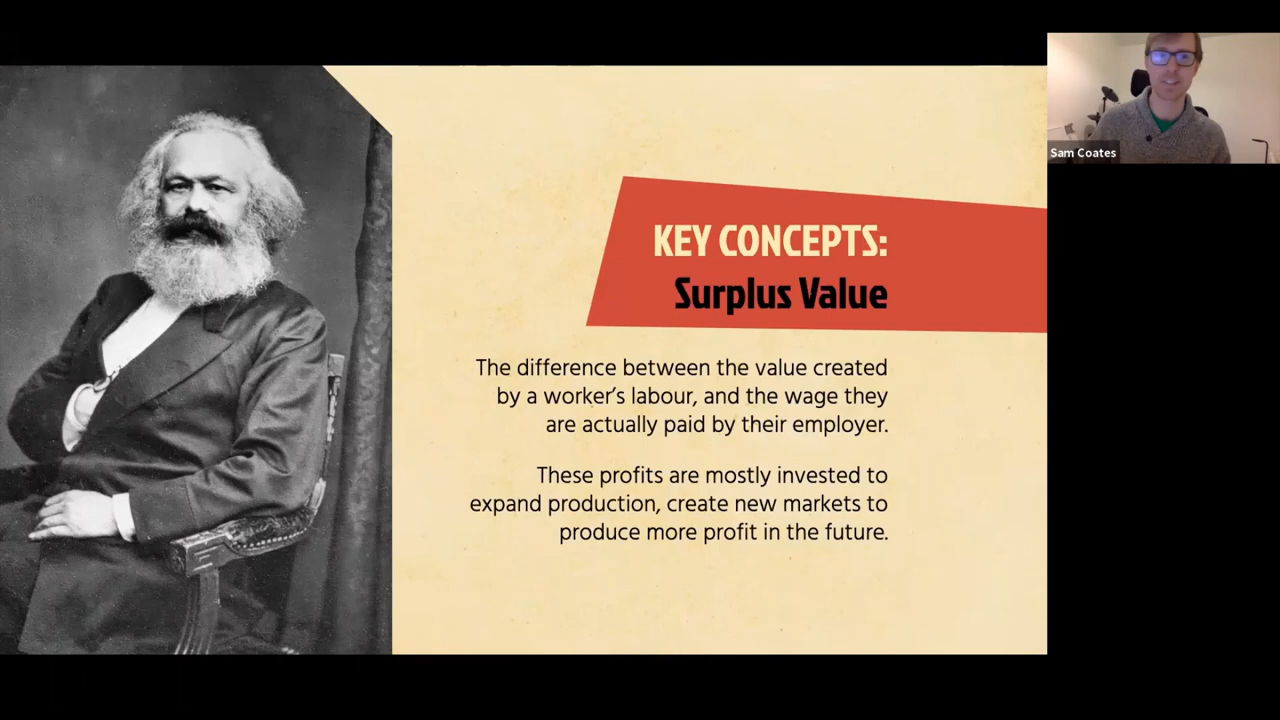 KEY CONCEPTS:
Surplus Value
The difference between the value created
by a worker’s labour, and the wage they
are actually paid by their employer.
These profits are mostly invested to
expand production, create new markets to
produce more profit in the future.
Sam Coates